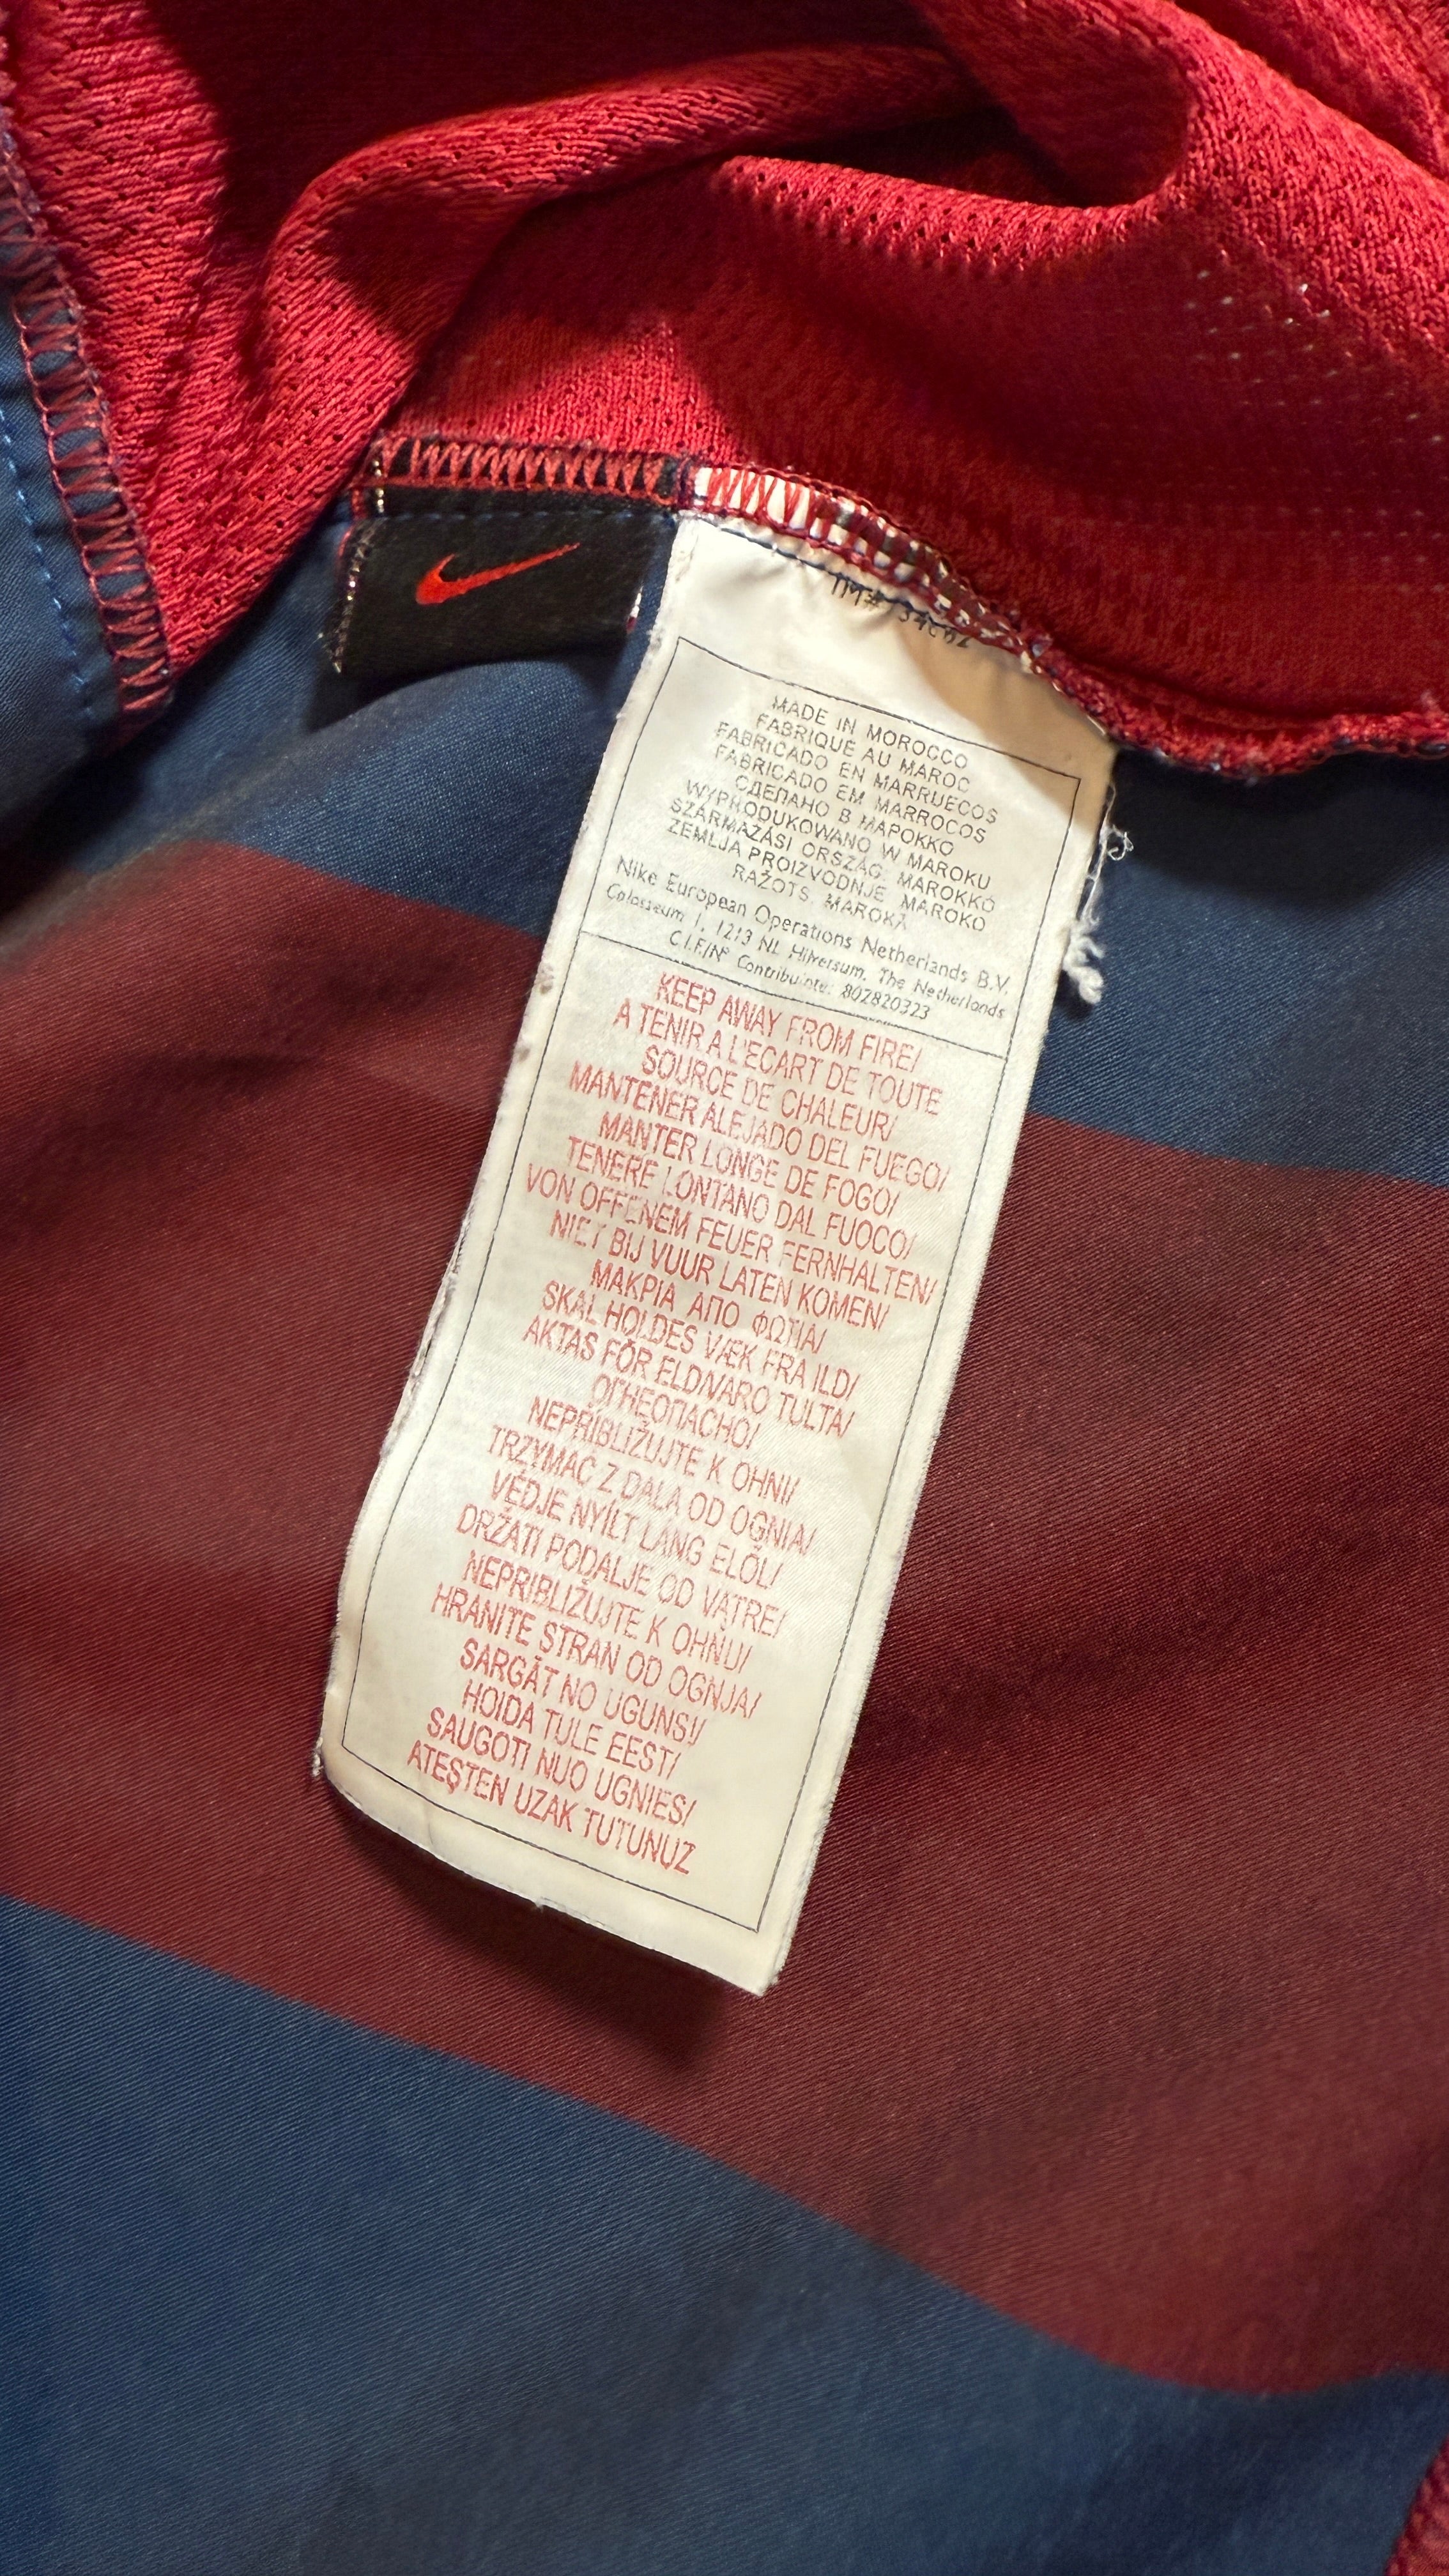 MADE IN MOROCCO
FABRIQUE AU MAROC
FABRICADO EN MARRUECOS
FABRICADO EM MARROCOS
СДЕПАНО В МАРОККО
WYPRODUKOWANO W MAROKU
SZÁRMAZÁSI ORSZÁG: MAROKKÓ
ZEMLJA PROIZVODNJE MAROKO
RAŽOTS MAROKĀ
Nike European Operations Netherlands B.V.
Colosseum 1, 1213 NL Hilversum, The Netherlands
C.I.F./Nº Contribuinte: 802820323
KEEP AWAY FROM FIRE/
A TENIR A L'ECART DE TOUTE
SOURCE DE CHALEUR/
MANTENER ALEJADO DEL FUEGO/
MANTER LONGE DE FOGO/
TENERE LONTANO DAL FUOCO/
VON OFFENEM FEUER FERNHALTEN/
NIET BIJ VUUR LATEN KOMEN/
ΜΑΚΡΙΑ ΑΠΟ ΦΩΤΙΑ/
SKAL HOLDES VÆK FRA ILD/
AKTAS FÖR ELD/VARO TULTA/
ОГНЕОПАСНО/
NEPŘIBLIŽUJTE K OHNI/
TRZYMAĆ Z DALA OD OGNIA/
VÉDJE NYÍLT LÁNG ELŐL/
DRŽATI PODALJE OD VATRE/
NEPRIBLIŽUJTE K OHŇU/
HRANITE STRAN OD OGNJA/
SARGĀT NO UGUNS!/
HOIDA TULE EEST/
SAUGOTI NUO UGNIES/
ATEŞTEN UZAK TUTUNUZ